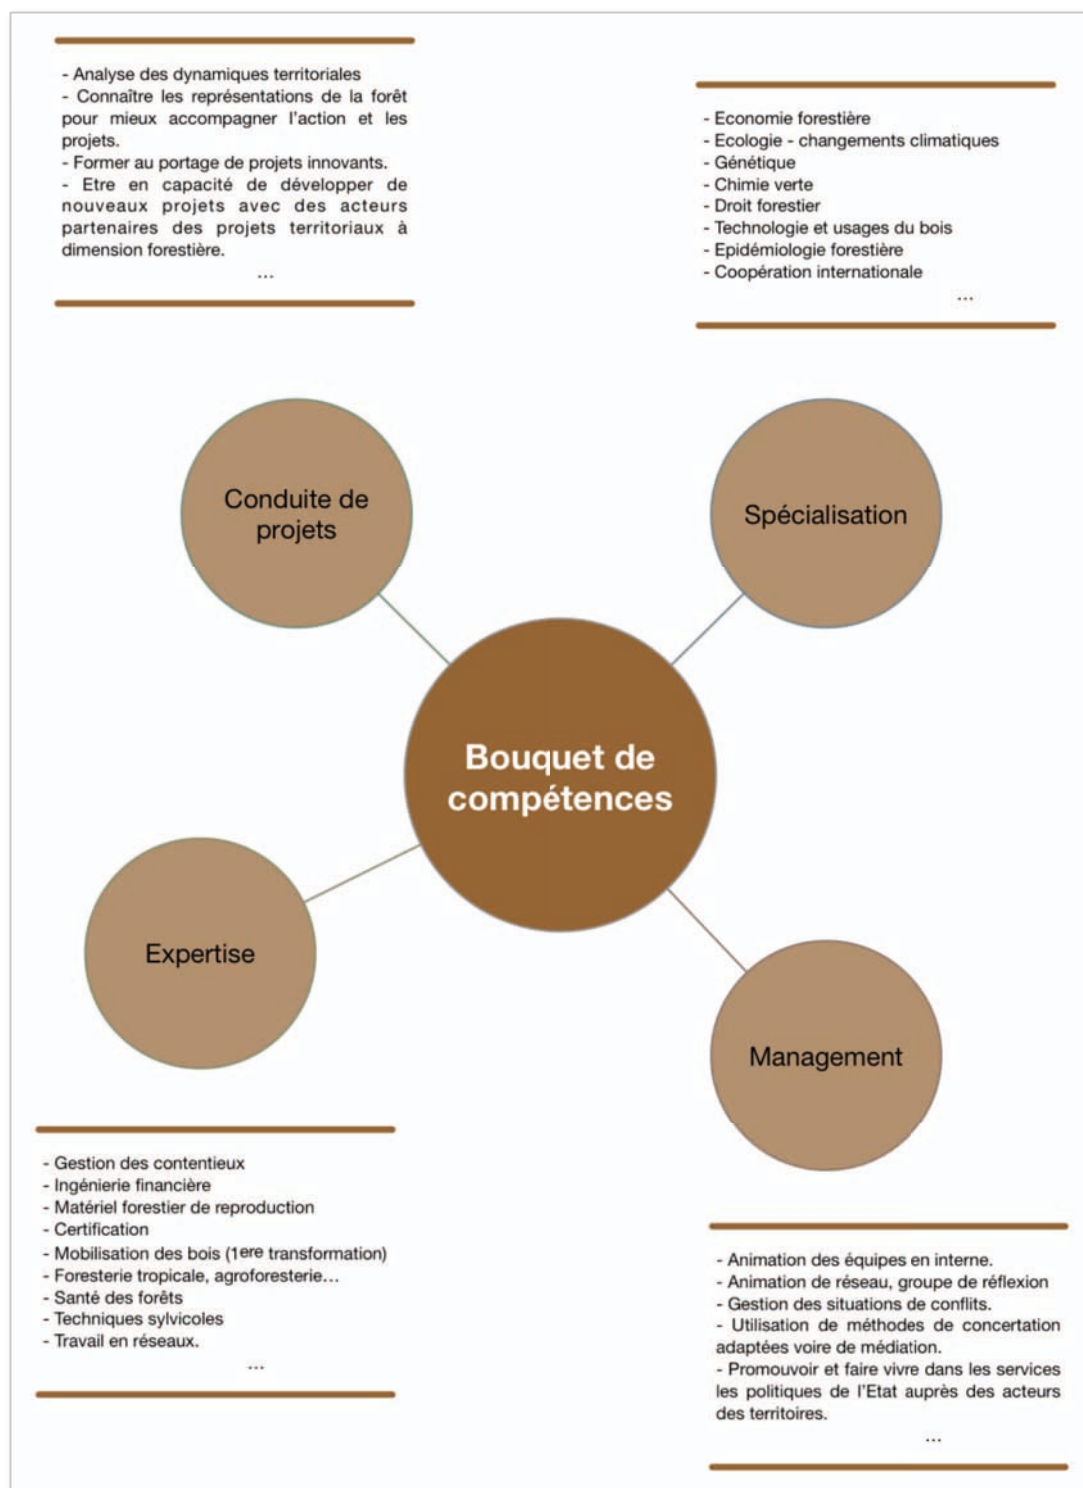 - Analyse des dynamiques territoriales
- Connaître les représentations de la forêt
pour mieux accompagner l'action et les
projets.
- Former au portage de projets innovants.
- Etre en capacité de développer de
nouveaux projets avec des acteurs
partenaires des projets territoriaux à
dimension forestière.
...
- Economie forestière
- Ecologie - changements climatiques
- Génétique
- Chimie verte
- Droit forestier
- Technologie et usages du bois
- Epidémiologie forestière
- Coopération internationale
...
Conduite de
projets
Spécialisation
Bouquet de
compétences
Expertise
Management
- Gestion des contentieux
- Ingénierie financière
- Matériel forestier de reproduction
- Certification
- Mobilisation des bois (1ere transformation)
- Foresterie tropicale, agroforesterie...
- Santé des forêts
- Techniques sylvicoles
- Travail en réseaux.
...
- Animation des équipes en interne.
- Animation de réseau, groupe de réflexion
- Gestion des situations de conflits.
- Utilisation de méthodes de concertation
adaptées voire de médiation.
- Promouvoir et faire vivre dans les services
les politiques de l'Etat auprès des acteurs
des territoires.
...